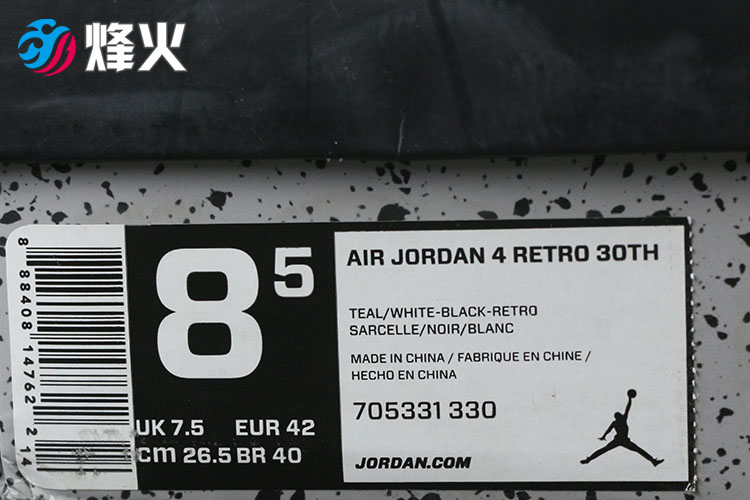 烽火
8 88408 14762 2 14
8 5
UK 7.5 EUR 42
cm 26.5 BR 40
AIR JORDAN 4 RETRO 30TH
TEAL/WHITE-BLACK-RETRO
SARCELLE/NOIR/BLANC
MADE IN CHINA / FABRIQUE EN CHINE /
HECHO EN CHINA
705331 330
JORDAN.COM